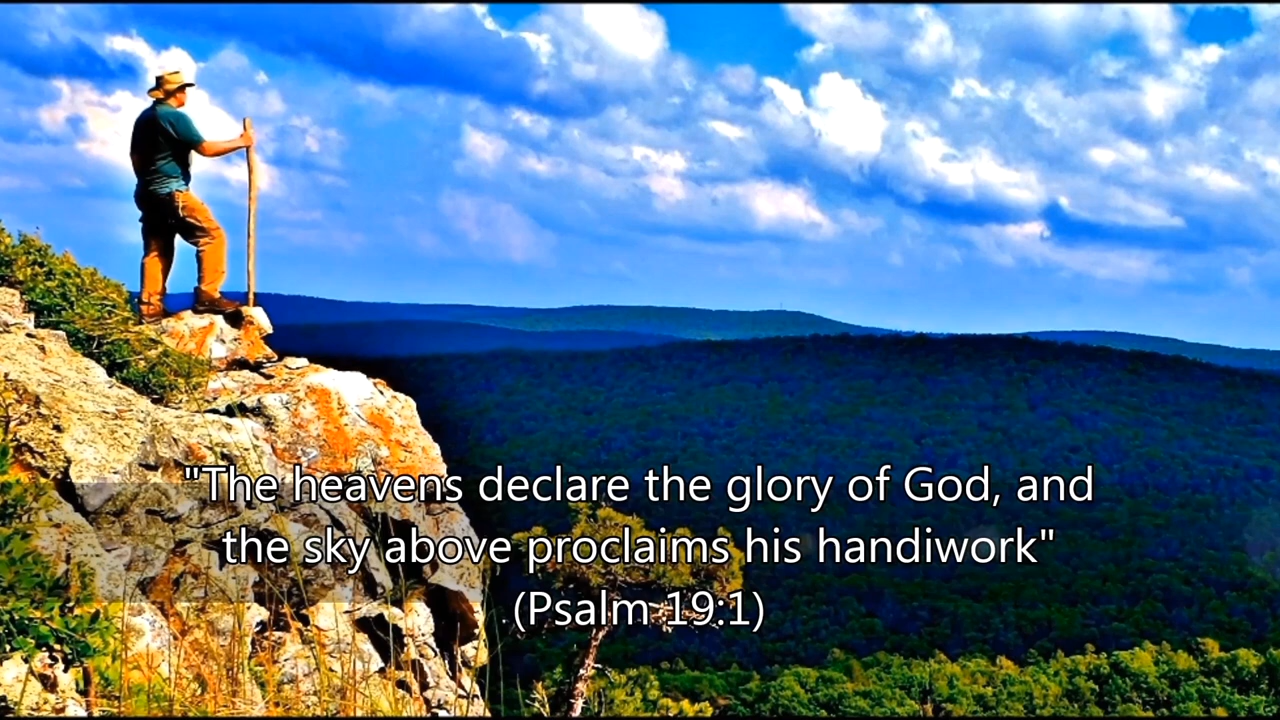 "The heavens declare the glory of God, and
the sky above proclaims his handiwork"
(Psalm 19:1)